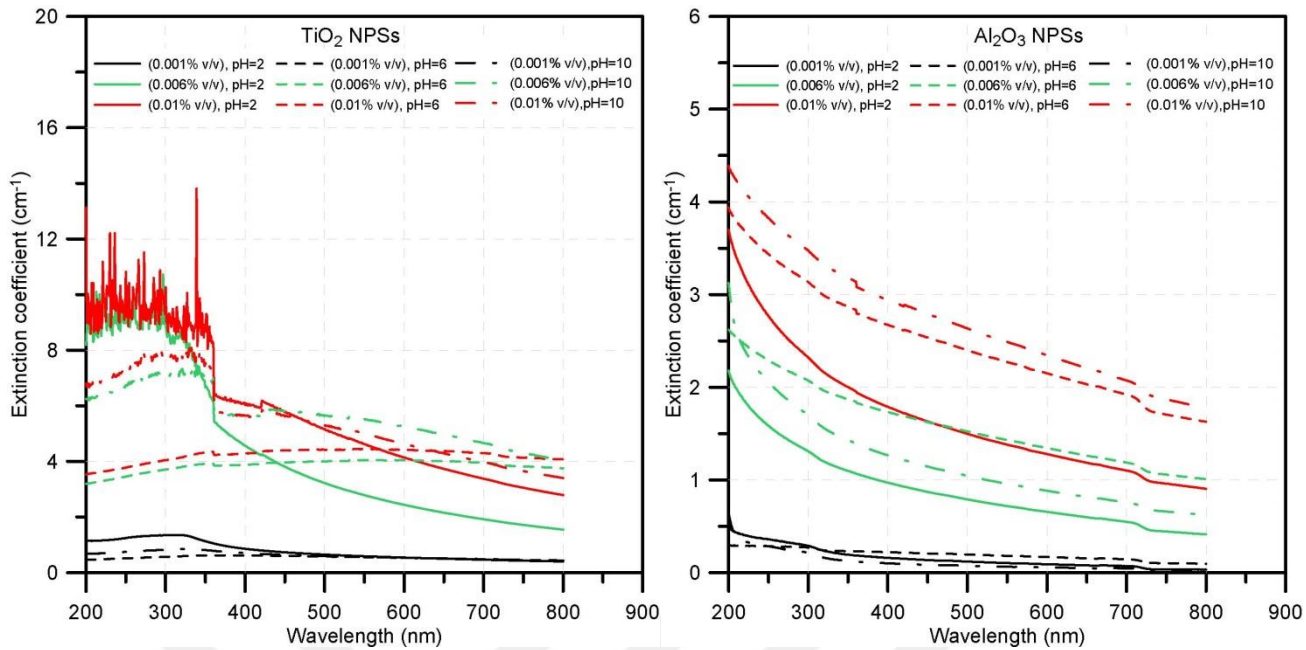 TiO₂ NPSs
(0.001% v/v), pH=2 (0.001% v/v), pH=6 (0.001% v/v), pH=10
(0.006% v/v), pH=2 (0.006% v/v), pH=6 (0.006% v/v), pH=10
(0.01% v/v), pH=2 (0.01% v/v), pH=6 (0.01% v/v),pH=10
Extinction coefficient (cm⁻¹)
20
16
12
8
4
0
200 300 400 500 600 700 800 900
Wavelength (nm)
Al₂O₃ NPSs
(0.001% v/v), pH=2 (0.001% v/v), pH=6 (0.001% v/v),pH=10
(0.006% v/v), pH=2 (0.006% v/v), pH=6 (0.006% v/v),pH=10
(0.01% v/v), pH=2 (0.01% v/v), pH=6 (0.01% v/v),pH=10
Extinction coefficient (cm⁻¹)
6
5
4
3
2
1
0
200 300 400 500 600 700 800 900
Wavelength (nm)